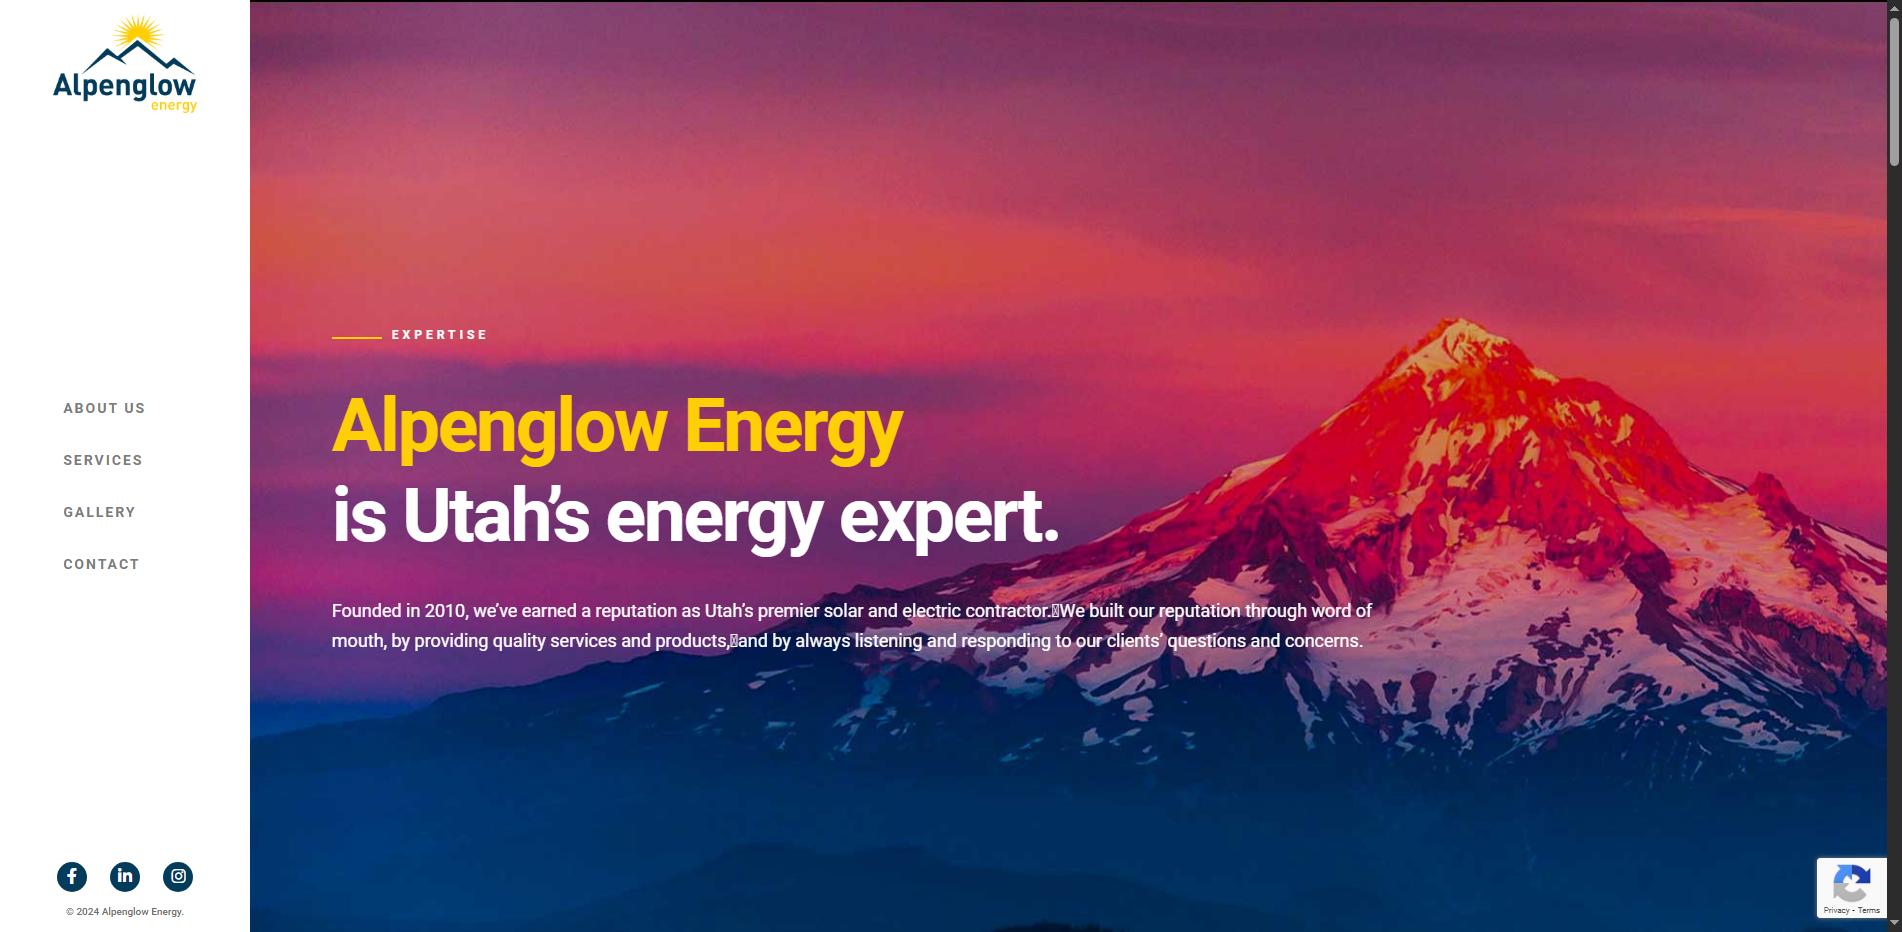 Alpenglow
energy
ABOUT US
SERVICES
GALLERY
CONTACT
© 2024 Alpenglow Energy.
EXPERTISE
Alpenglow Energy
is Utah’s energy expert.
Founded in 2010, we’ve earned a reputation as Utah’s premier solar and electric contractor. We built our reputation through word of
mouth, by providing quality services and products, and by always listening and responding to our clients’ questions and concerns.
Privacy - Terms